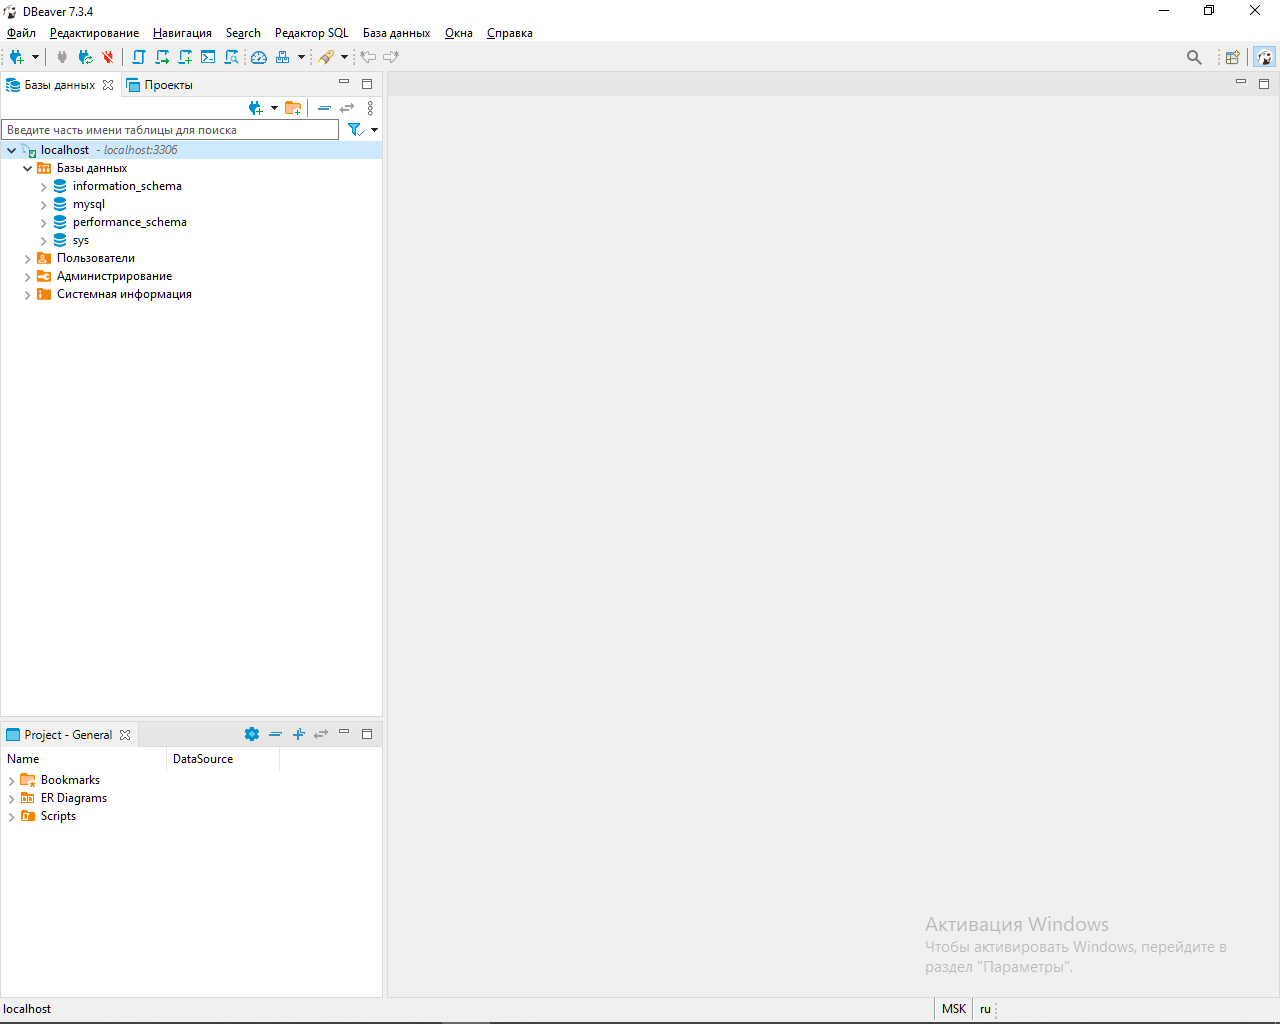 DBeaver 7.3.4
Файл Редактирование Навигация Search Редактор SQL База данных Окна Справка
Базы данных Проекты
Введите часть имени таблицы для поиска
localhost - localhost:3306
Базы данных
information_schema
mysql
performance_schema
sys
Пользователи
Администрирование
Системная информация
Project - General
Name DataSource
Bookmarks
ER Diagrams
Scripts
Активация Windows
Чтобы активировать Windows, перейдите в
раздел "Параметры".
localhost MSK ru